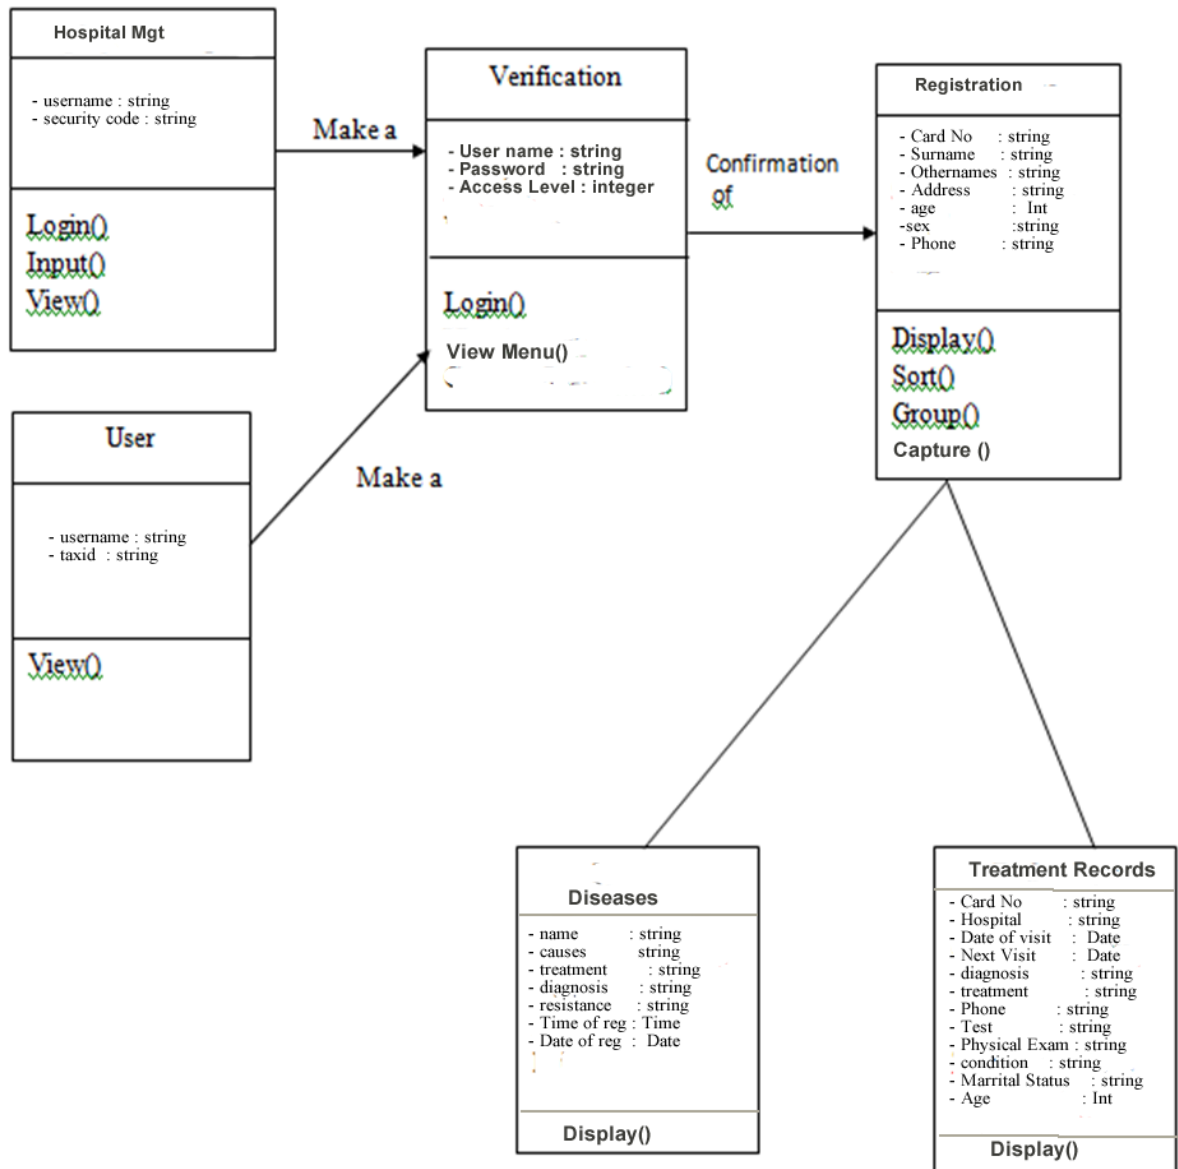 Hospital Mgt
- username : string
- security code : string
Login()
Input()
View()
Make a
Verification
- User name : string
- Password : string
- Access Level : integer
Login()
View Menu()
Confirmation
of
Registration
- Card No : string
- Surname : string
- Othernames : string
- Address : string
- age : Int
-sex :string
- Phone : string
Display()
Sort()
Group()
Capture ()
User
- username : string
- taxid : string
View()
Make a
Diseases
- name : string
- causes string
- treatment : string
- diagnosis : string
- resistance : string
- Time of reg : Time
- Date of reg : Date
Display()
Treatment Records
- Card No : string
- Hospital : string
- Date of visit : Date
- Next Visit : Date
- diagnosis : string
- treatment : string
- Phone : string
- Test : string
- Physical Exam : string
- condition : string
- Marrital Status : string
- Age : Int
Display()